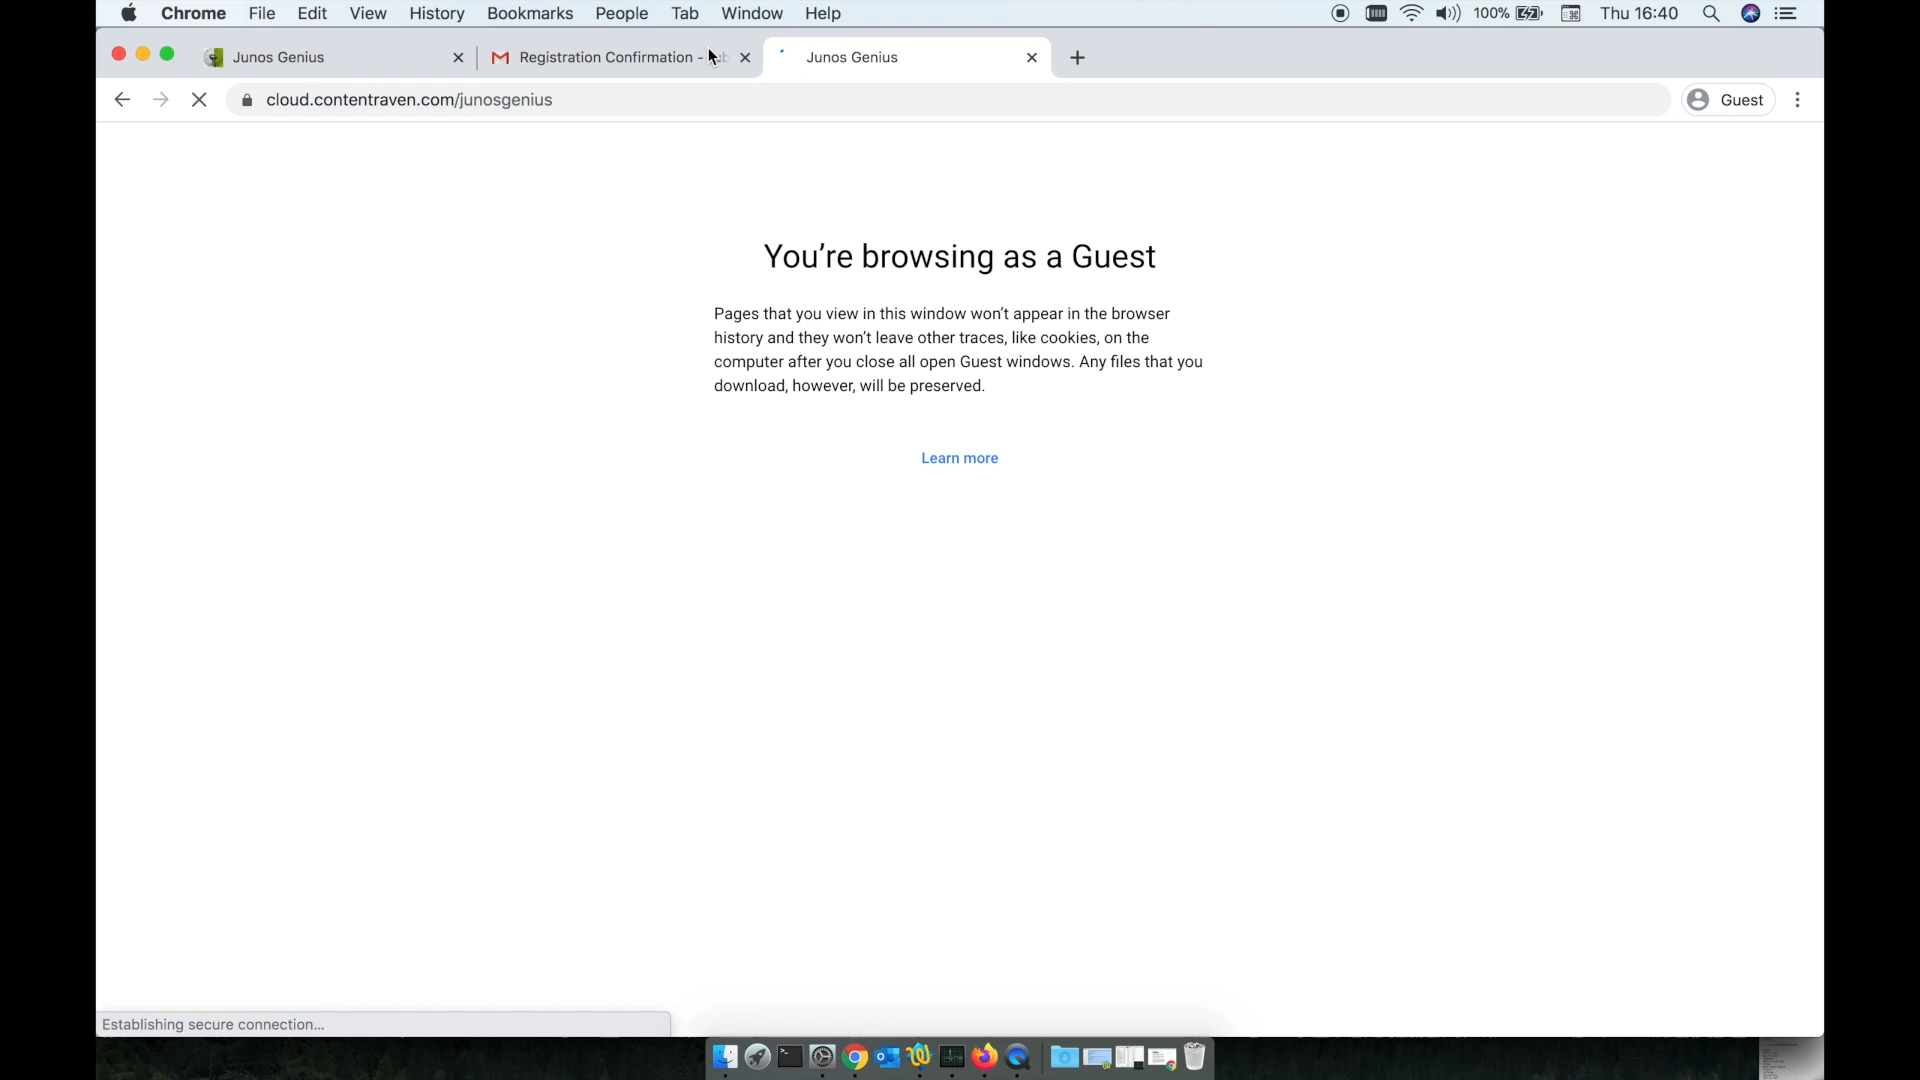 Chrome File Edit View History Bookmarks People Tab Window Help 100% Thu 16:40
Junos Genius Registration Confirmation - Junos Genius
cloud.contentraven.com/junosgenius Guest
You’re browsing as a Guest
Pages that you view in this window won’t appear in the browser
history and they won’t leave other traces, like cookies, on the
computer after you close all open Guest windows. Any files that you
download, however, will be preserved.
Learn more
Establishing secure connection...